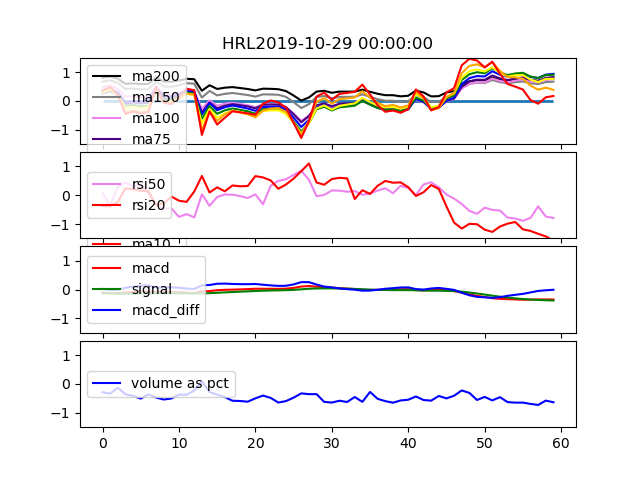 HRL2019-10-29 00:00:00
1
0
−1
ma200
ma150
ma100
ma75
1
0
−1
rsi50
rsi20
ma10
1
0
−1
macd
signal
macd_diff
1
0
−1
volume as pct
0
10
20
30
40
50
60